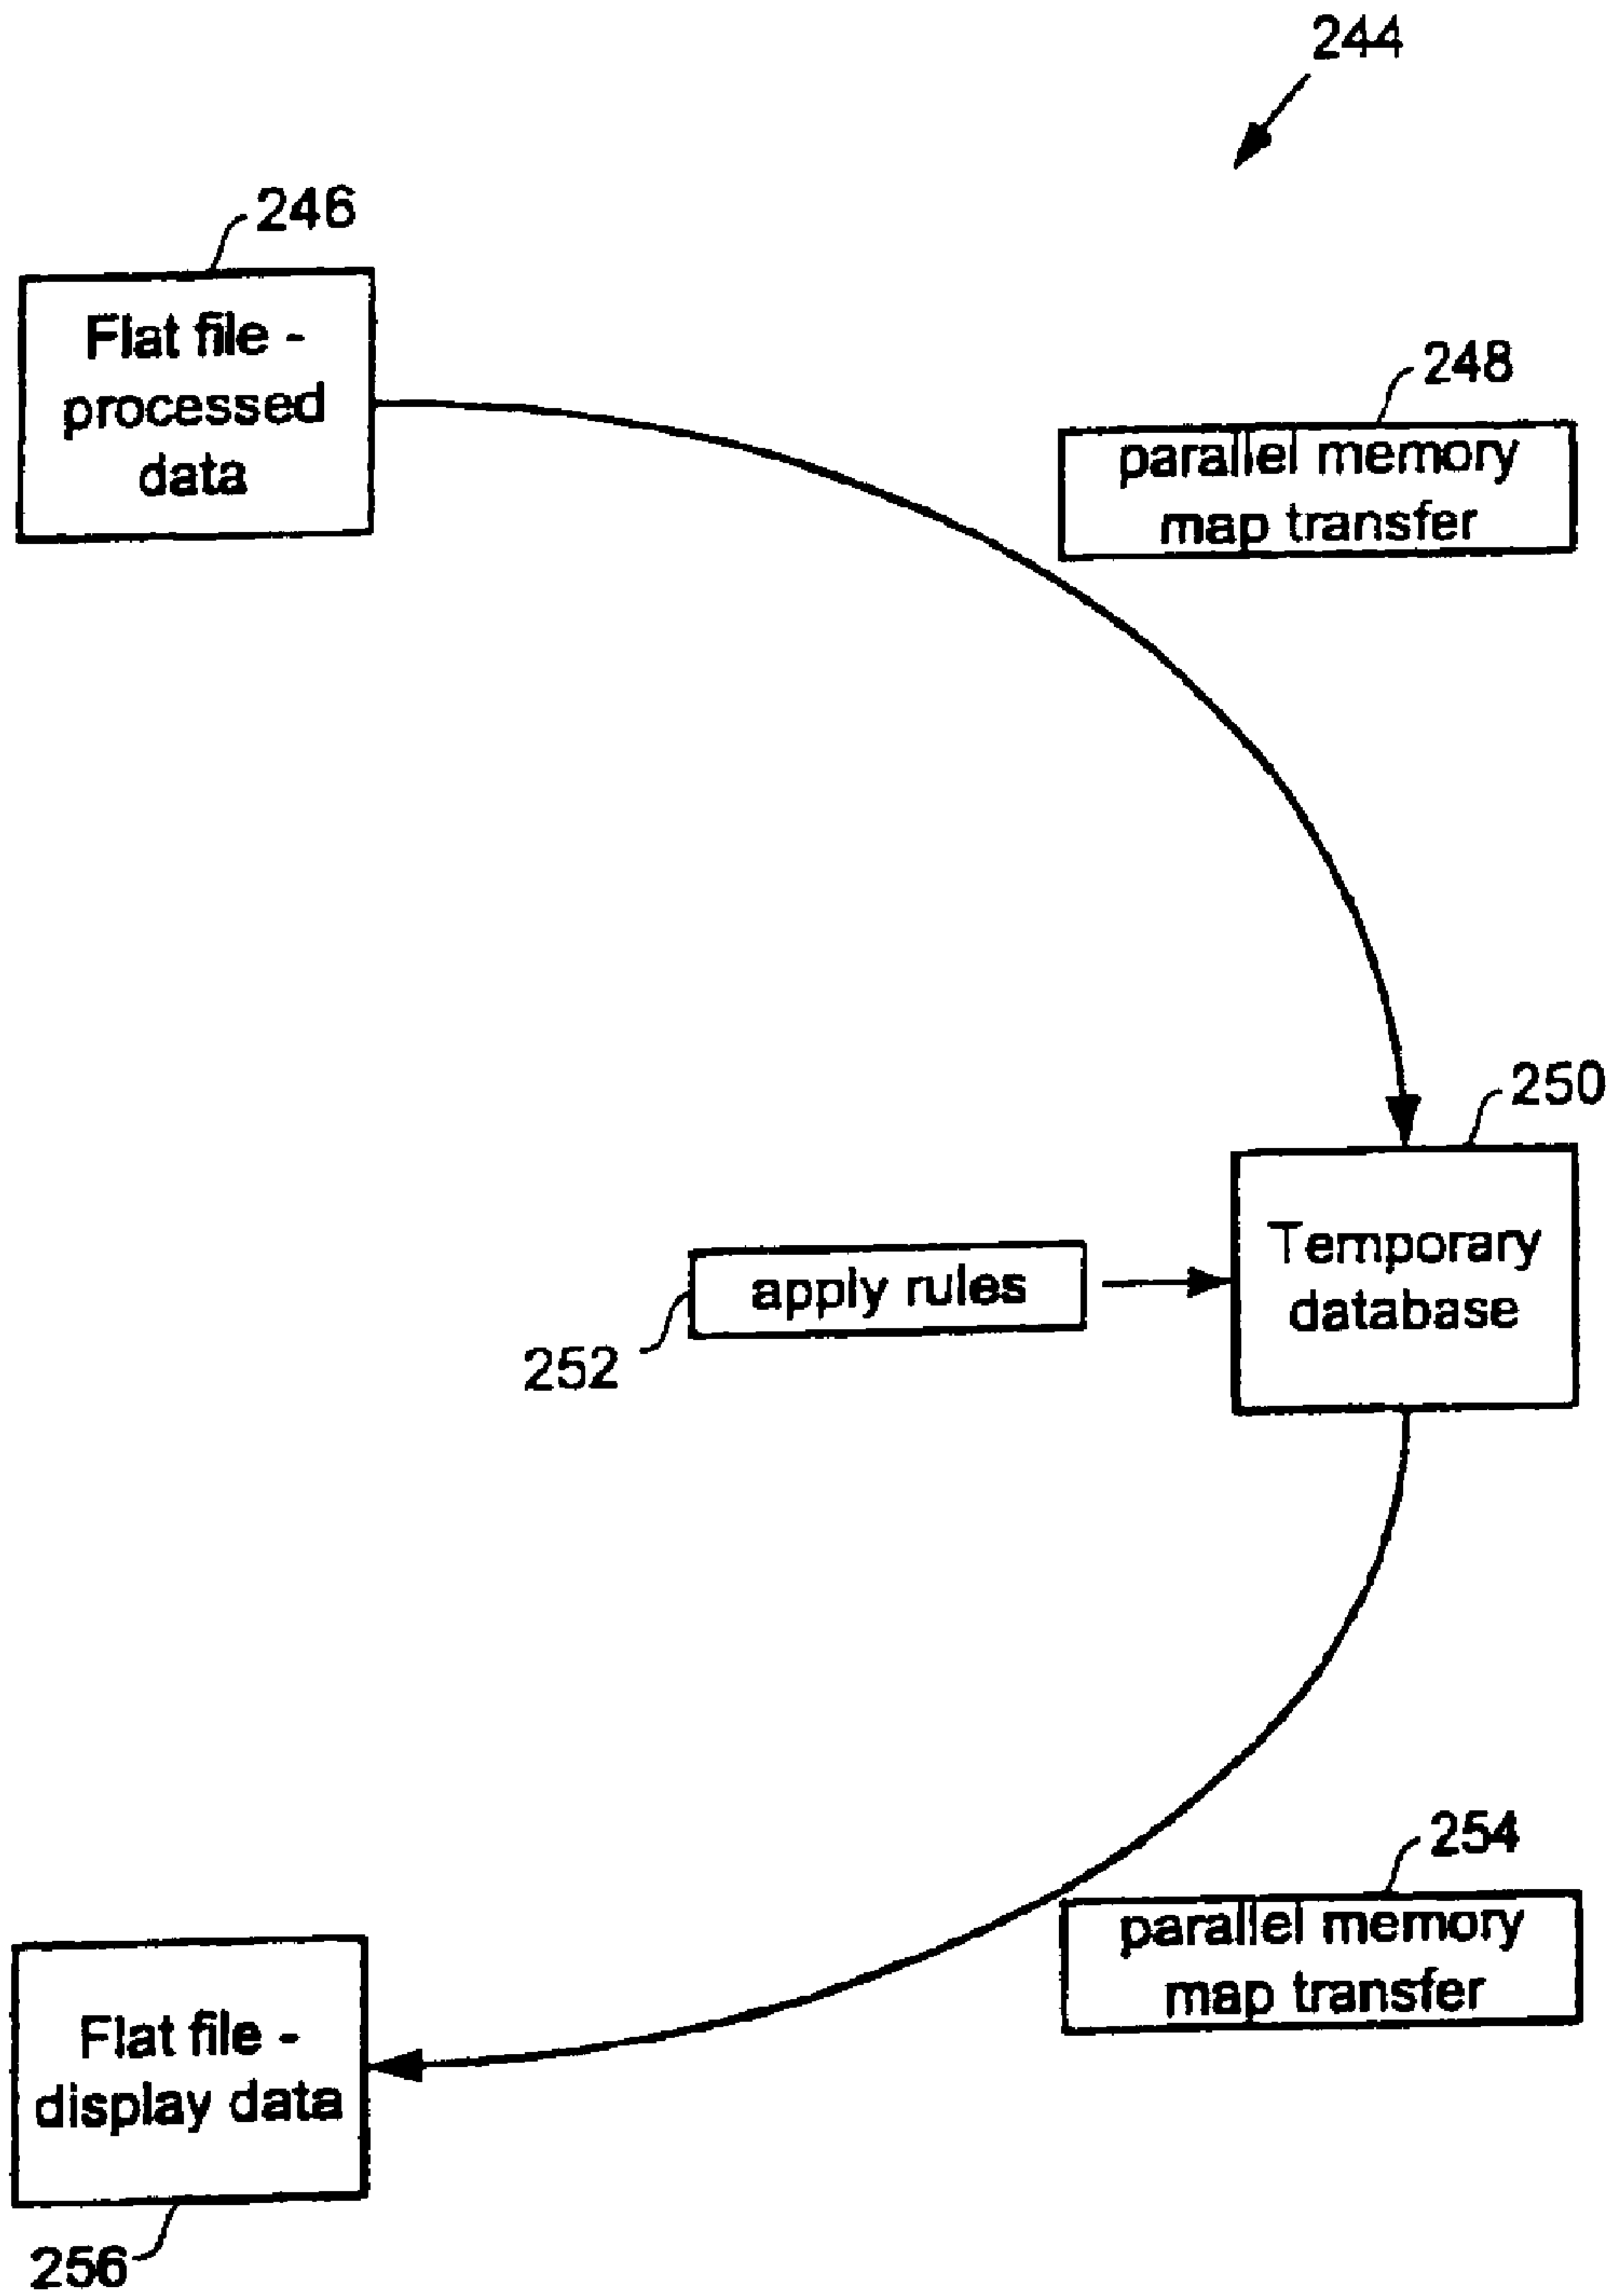 244
246
Flat file -
processed
data
248
parallel memory
map transfer
250
Temporary
database
apply rules
252
254
parallel memory
map transfer
Flat file -
display data
256